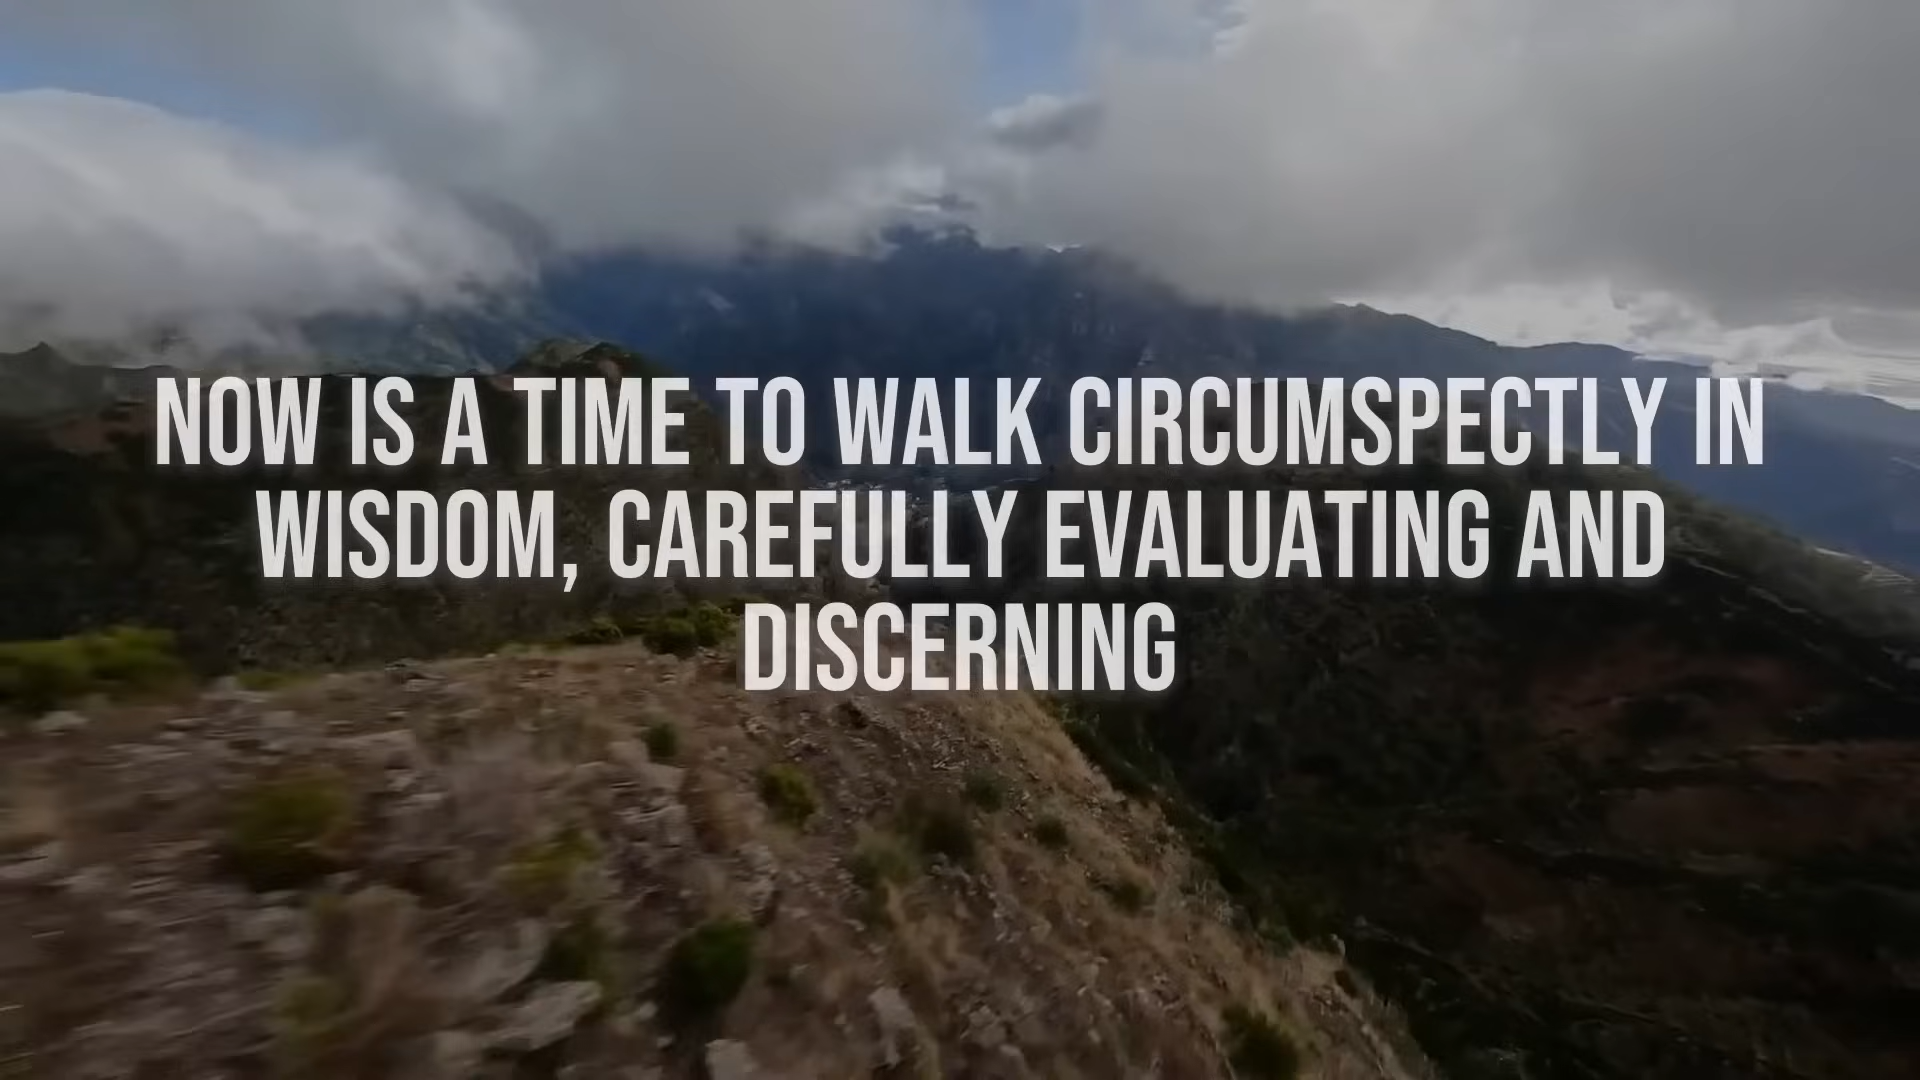 NOW IS A TIME TO WALK CIRCUMSPECTLY IN
WISDOM, CAREFULLY EVALUATING AND
DISCERNING